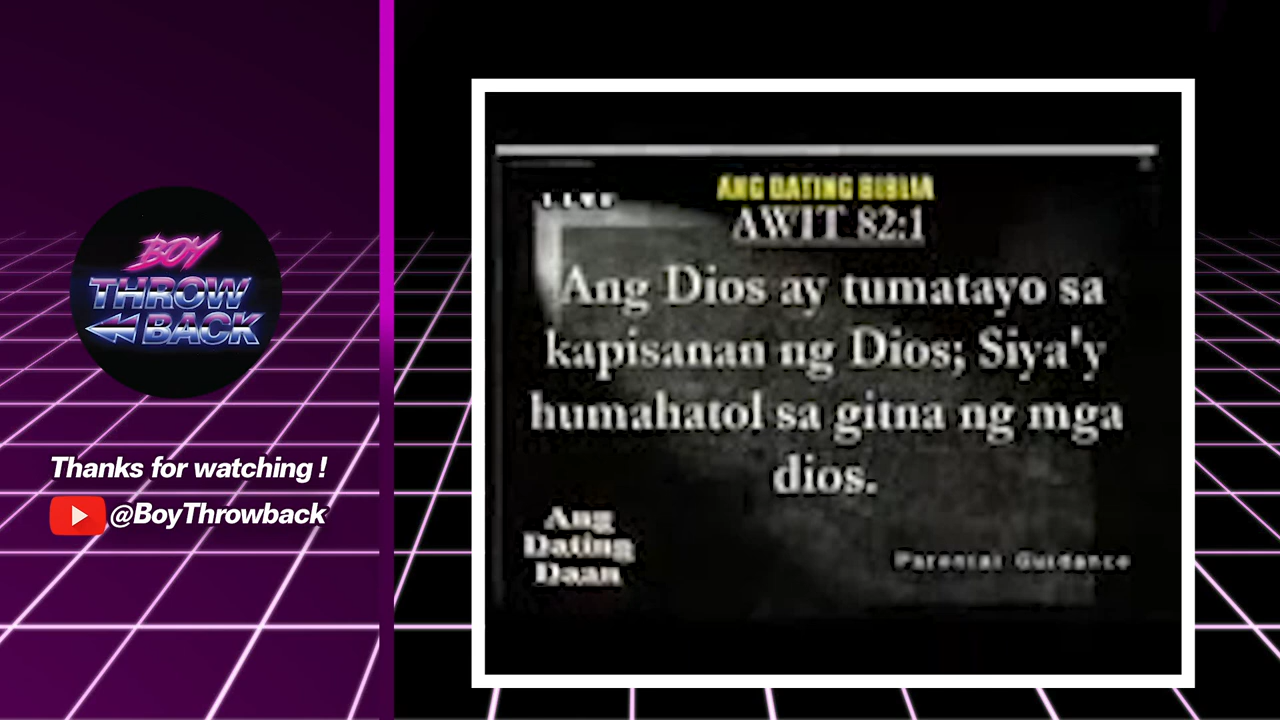 BOY
THROW
BACK
Thanks for watching !
@BoyThrowback
LIVE
ANG DATING BIBLIA
AWIT 82:1
Ang Dios ay tumatayo sa
kapisanan ng Dios; Siya'y
humahatol sa gitna ng mga
dios.
Ang
Dating
Daan
Parental Guidance